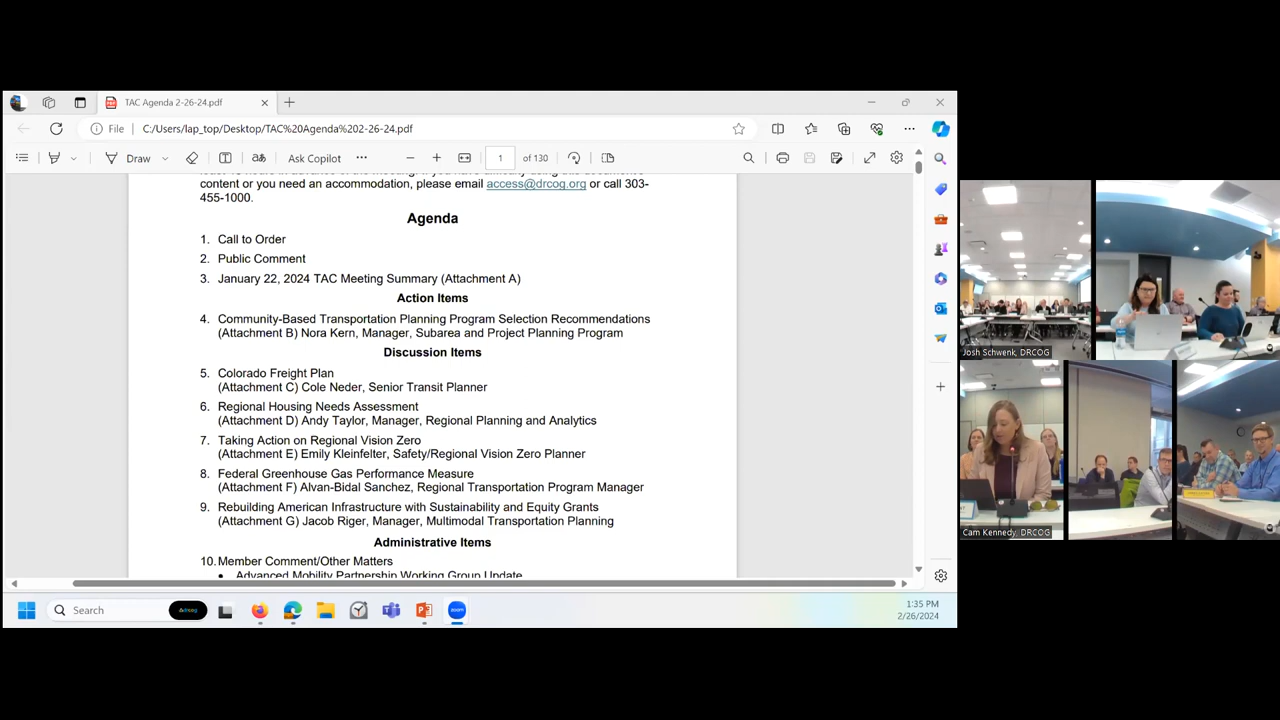 TAC Agenda 2-26-24.pdf
File C:/Users/lap_top/Desktop/TAC%20Agenda%202-26-24.pdf
Draw
Ask Copilot
1 of 130
content or you need an accommodation, please email access@drcog.org or call 303-
455-1000.
Agenda
1. Call to Order
2. Public Comment
3. January 22, 2024 TAC Meeting Summary (Attachment A)
Action Items
4. Community-Based Transportation Planning Program Selection Recommendations
(Attachment B) Nora Kern, Manager, Subarea and Project Planning Program
Discussion Items
5. Colorado Freight Plan
(Attachment C) Cole Neder, Senior Transit Planner
6. Regional Housing Needs Assessment
(Attachment D) Andy Taylor, Manager, Regional Planning and Analytics
7. Taking Action on Regional Vision Zero
(Attachment E) Emily Kleinfelter, Safety/Regional Vision Zero Planner
8. Federal Greenhouse Gas Performance Measure
(Attachment F) Alvan-Bidal Sanchez, Regional Transportation Program Manager
9. Rebuilding American Infrastructure with Sustainability and Equity Grants
(Attachment G) Jacob Riger, Manager, Multimodal Transportation Planning
Administrative Items
10. Member Comment/Other Matters
• Advanced Mobility Partnership Working Group Update
Search
zoom
1:35 PM
2/26/2024
Josh Schwenk, DRCOG
Cam Kennedy, DRCOG